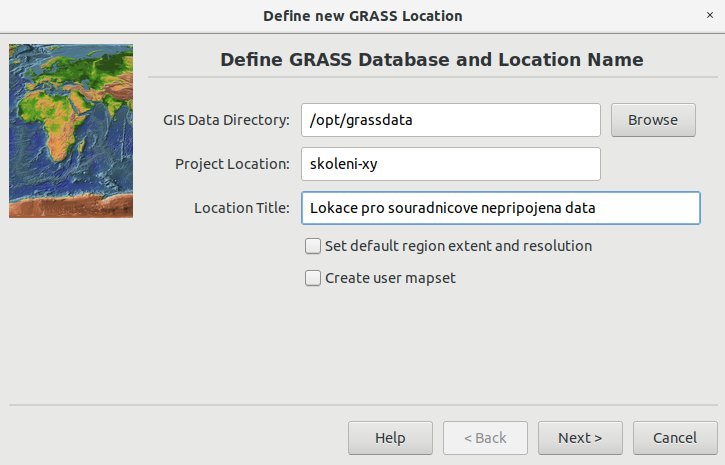 Define new GRASS Location
×
Define GRASS Database and Location Name
GIS Data Directory: /opt/grassdata Browse
Project Location: skoleni-xy
Location Title: Lokace pro souradnicove nepripojena data
Set default region extent and resolution
Create user mapset
Help < Back Next > Cancel